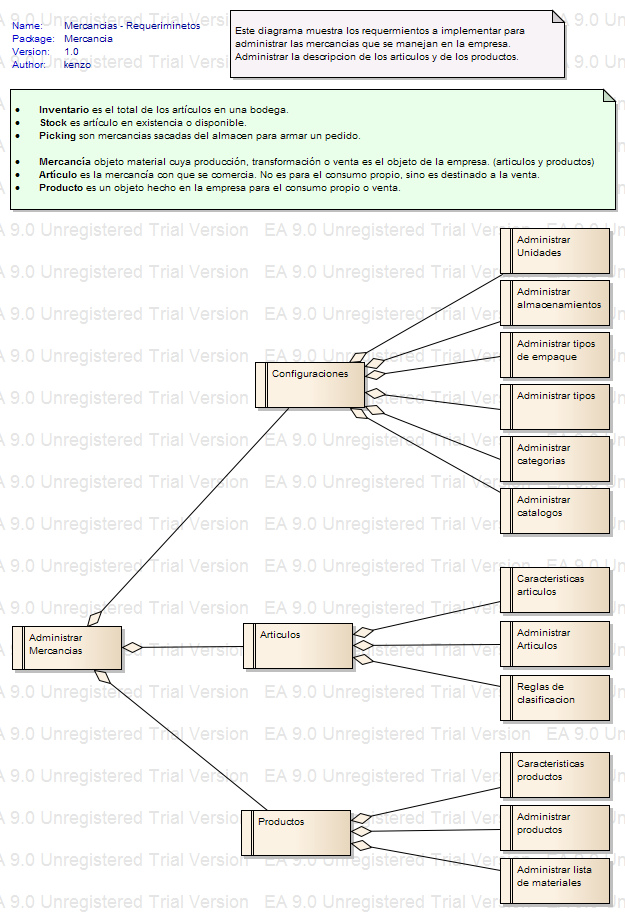 Name: Mercancias - Requeriminetos
Package: Mercancia
Version: 1.0
Author: kenzo
Este diagrama muestra los requermientos a implementar para
administrar las mercancias que se manejan en la empresa.
Administrar la descripcion de los articulos y de los productos.
• Inventario es el total de los artículos en una bodega.
• Stock es artículo en existencia o disponible.
• Picking son mercancias sacadas del almacen para armar un pedido.
• Mercancía objeto material cuya producción, transformación o venta es el objeto de la empresa. (articulos y productos)
• Artículo es la mercancía con que se comercia. No es para el consumo propio, sino es destinado a la venta.
• Producto es un objeto hecho en la empresa para el consumo propio o venta.
Administrar
Unidades
Administrar
almacenamientos
Administrar tipos
de empaque
Configuraciones
Administrar tipos
Administrar
categorias
Administrar
catalogos
Caracteristicas
articulos
Administrar
Mercancias
Articulos
Administrar
Articulos
Reglas de
clasificacion
Caracteristicas
productos
Productos
Administrar
productos
Administrar lista
de materiales
EA 9.0 Unregistered Trial Version